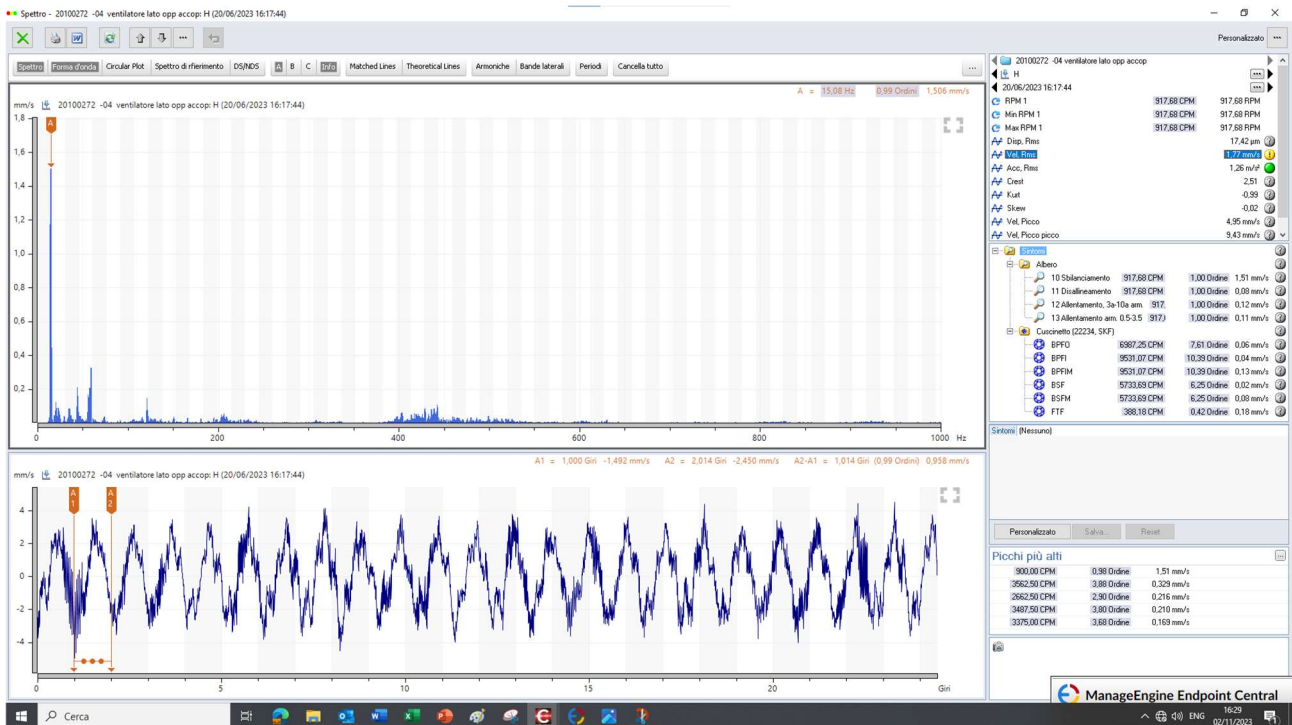 Spettro - 20100272 -04 ventilatore lato opp accop: H (20/06/2023 16:17:44)
Personalizzato
Spettro Forma d'onda Circular Plot Spettro di rfierimento DS/NDS A B C Info Matched Lines Theoretical Lines Armoniche Bande laterali Periodi Cancella tutto ...
A = 15,08 Hz 0,99 Ordini 1,506 mm/s
mm/s 20100272 -04 ventilatore lato opp accop: H (20/06/2023 16:17:44)
A
1,8
1,6
1,4
1,2
1,0
0,8
0,6
0,4
0,2
0 200 400 600 800 1000 Hz
A1 = 1,000 Giri -1,492 mm/s A2 = 2,014 Giri -2,450 mm/s A2-A1 = 1,014 Giri (0,99 Ordini) 0,958 mm/s
mm/s 20100272 -04 ventilatore lato opp accop: H (20/06/2023 16:17:44)
A A
1 2
4
2
0
-2
-4
0 5 10 15 20 Giri
20100272 -04 ventilatore lato opp accop
H
20/06/2023 16:17:44
RPM 1 917,68 CPM 917,68 RPM
Min RPM 1 917,68 CPM 917,68 RPM
Max RPM 1 917,68 CPM 917,68 RPM
Disp, Rms 17,42 µm
Vel, Rms 1,77 mm/s
Acc, Rms 1,26 m/s²
Crest 2,51
Kurt -0,99
Skew -0,02
Vel, Picco 4,95 mm/s
Vel, Picco picco 9,43 mm/s
Sintomi
Albero
10 Sbilanciamento 917,68 CPM 1,00 Ordine 1,51 mm/s
11 Disallineamento 917,68 CPM 1,00 Ordine 0,08 mm/s
12 Allentamento, 3a-10a arm. 917, 1,00 Ordine 0,12 mm/s
13 Allentamento arm. 0.5-3.5 917,( 1,00 Ordine 0,11 mm/s
Cuscinetto (22234, SKF)
BPFO 6987,25 CPM 7,61 Ordine 0,06 mm/s
BPFI 9531,07 CPM 10,39 Ordine 0,04 mm/s
BPFIM 9531,07 CPM 10,39 Ordine 0,13 mm/s
BSF 5733,69 CPM 6,25 Ordine 0,02 mm/s
BSFM 5733,69 CPM 6,25 Ordine 0,08 mm/s
FTF 388,18 CPM 0,42 Ordine 0,18 mm/s
Sintomi (Nessuno)
Personalizzato Salva... Reset
Picchi più alti
900,00 CPM 0,98 Ordine 1,51 mm/s
3562,50 CPM 3,88 Ordine 0,329 mm/s
2662,50 CPM 2,90 Ordine 0,216 mm/s
3487,50 CPM 3,80 Ordine 0,210 mm/s
3375,00 CPM 3,68 Ordine 0,169 mm/s
ManageEngine Endpoint Central
Cerca
ENG
16:29
02/11/2023